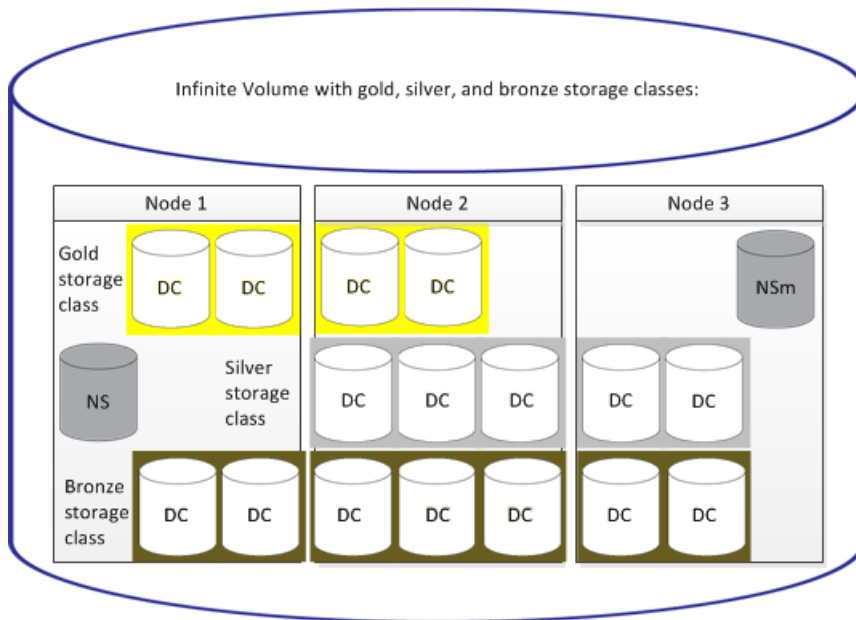 Infinite Volume with gold, silver, and bronze storage classes:
Node 1
Node 2
Node 3
Gold
storage
class
DC
DC
DC
DC
NSm
NS
Silver
storage
class
DC
DC
DC
DC
DC
Bronze
storage
class
DC
DC
DC
DC
DC
DC
DC